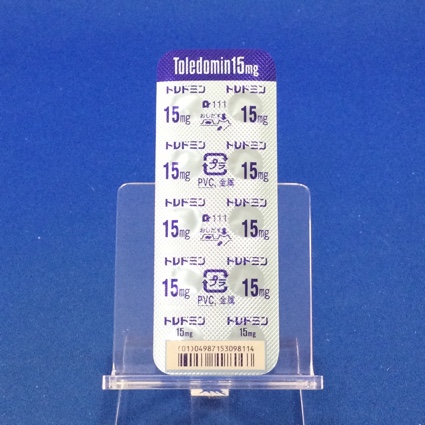 Toledomin15mg
トレドミン トレドミン
15mg 111 15mg
おしだす
トレドミン トレドミン
15mg プラ 15mg
PVC, 金属
トレドミン トレドミン
15mg 111 15mg
おしだす
トレドミン トレドミン
15mg プラ 15mg
PVC, 金属
トレドミン トレドミン
15mg 15mg
(01)04987153098114